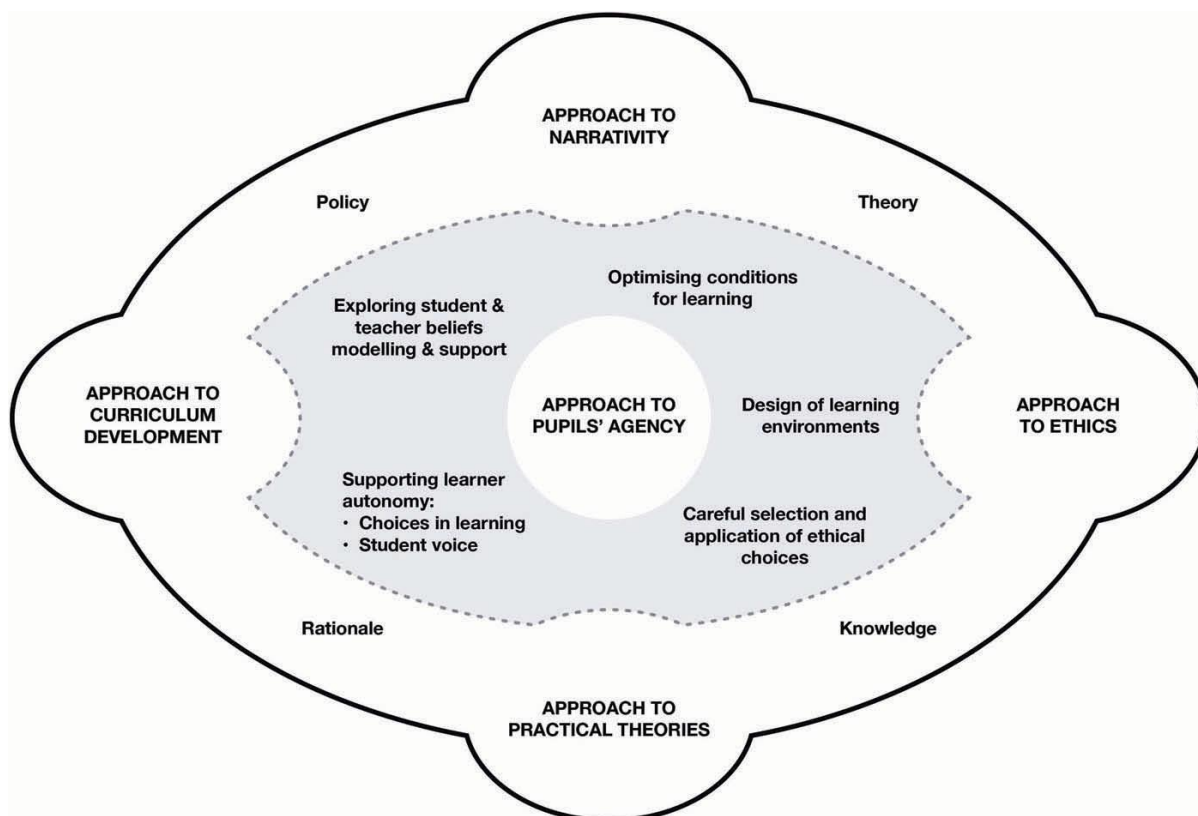 APPROACH TO
NARRATIVITY
Policy
Theory
Optimising conditions
for learning
Exploring student &
teacher beliefs
modelling & support
APPROACH TO
CURRICULUM
DEVELOPMENT
APPROACH TO
PUPILS’ AGENCY
Design of learning
environments
APPROACH
TO ETHICS
Supporting learner
autonomy:
• Choices in learning
• Student voice
Careful selection and
application of ethical
choices
Rationale
Knowledge
APPROACH TO
PRACTICAL THEORIES